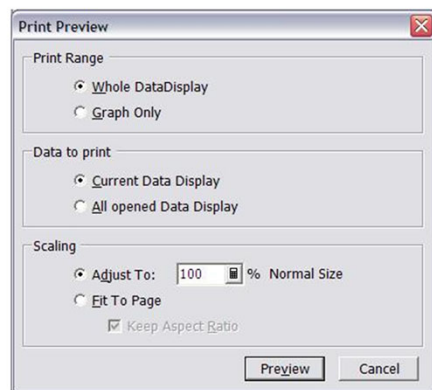 Print Preview
Print Range
Whole DataDisplay
Graph Only
Data to print
Current Data Display
All opened Data Display
Scaling
Adjust To: 100 % Normal Size
Fit To Page
Keep Aspect Ratio
Preview Cancel